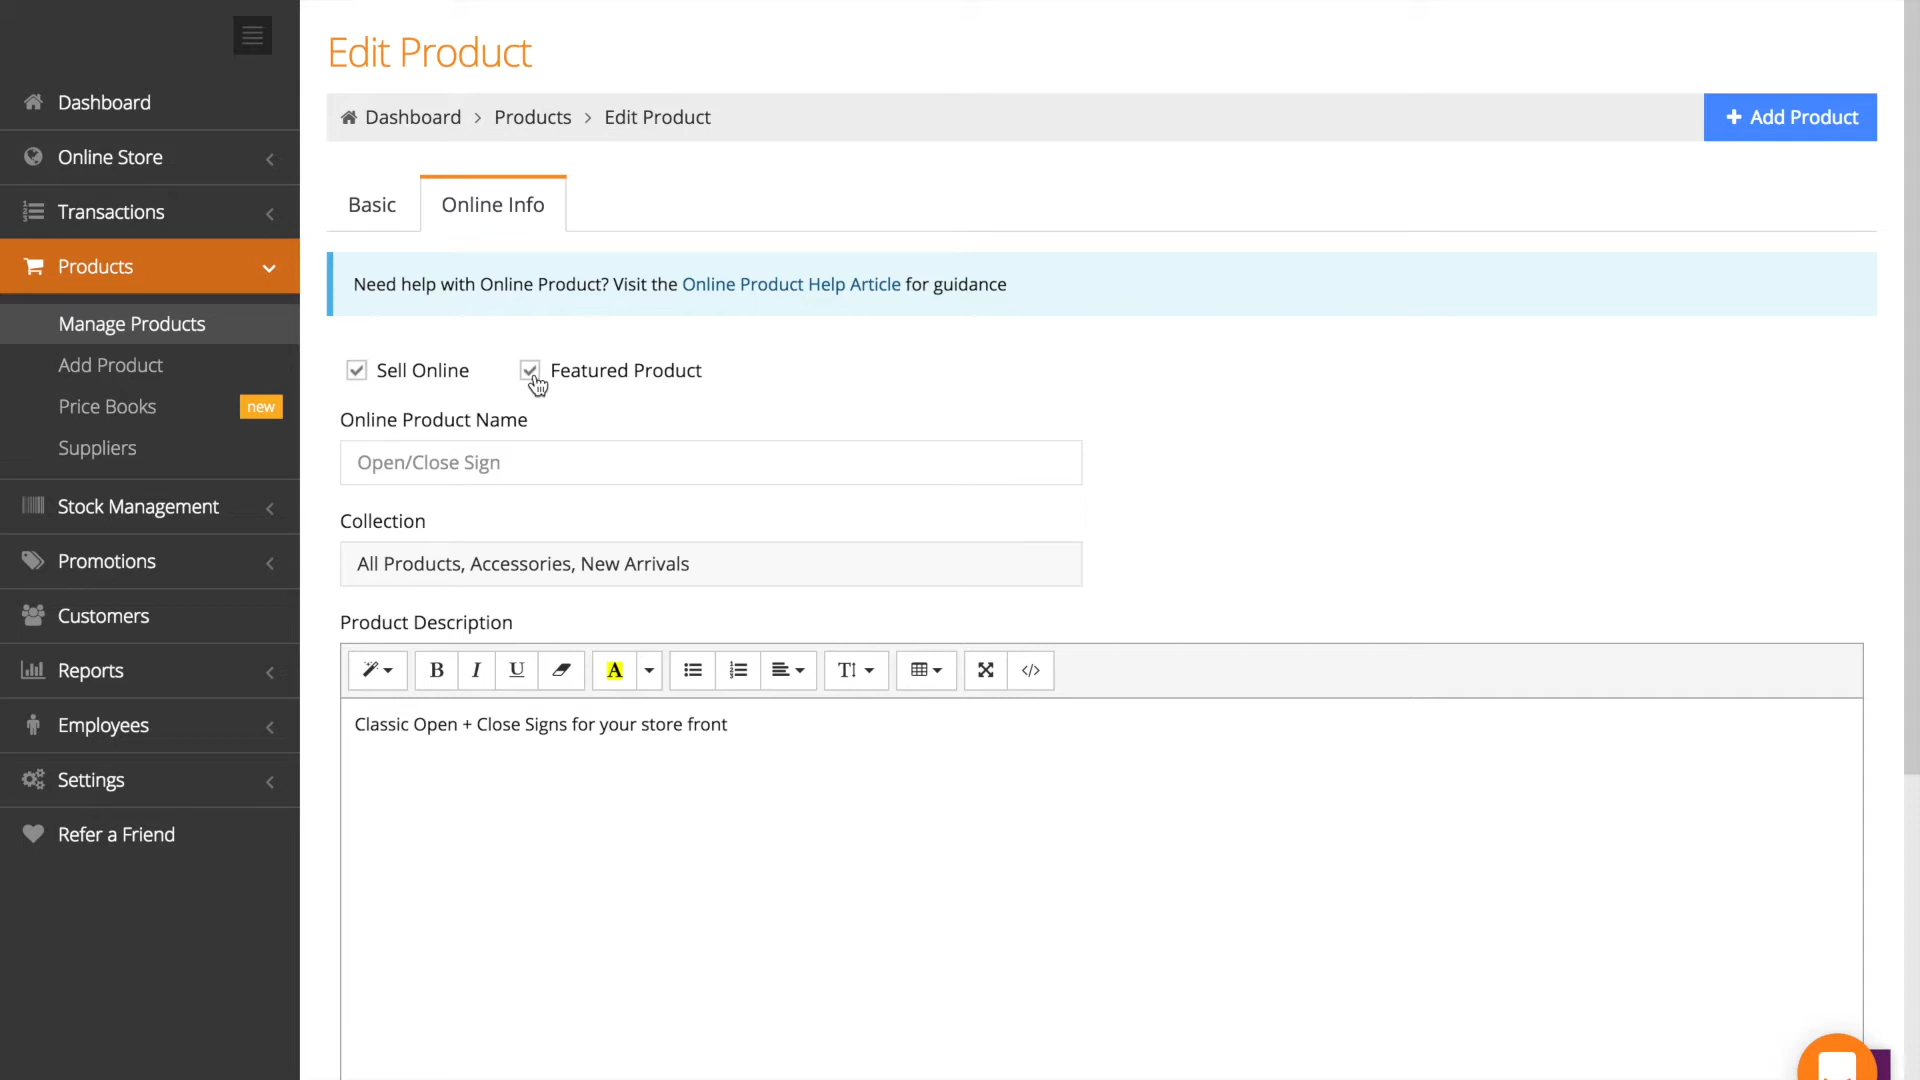 Edit Product
Dashboard > Products > Edit Product
+ Add Product
Dashboard
Online Store
Transactions
Products
Manage Products
Add Product
Price Books new
Suppliers
Stock Management
Promotions
Customers
Reports
Employees
Settings
Refer a Friend
Basic
Online Info
Need help with Online Product? Visit the Online Product Help Article for guidance
Sell Online
Featured Product
Online Product Name
Open/Close Sign
Collection
All Products, Accessories, New Arrivals
Product Description
B I U A T </>
Classic Open + Close Signs for your store front